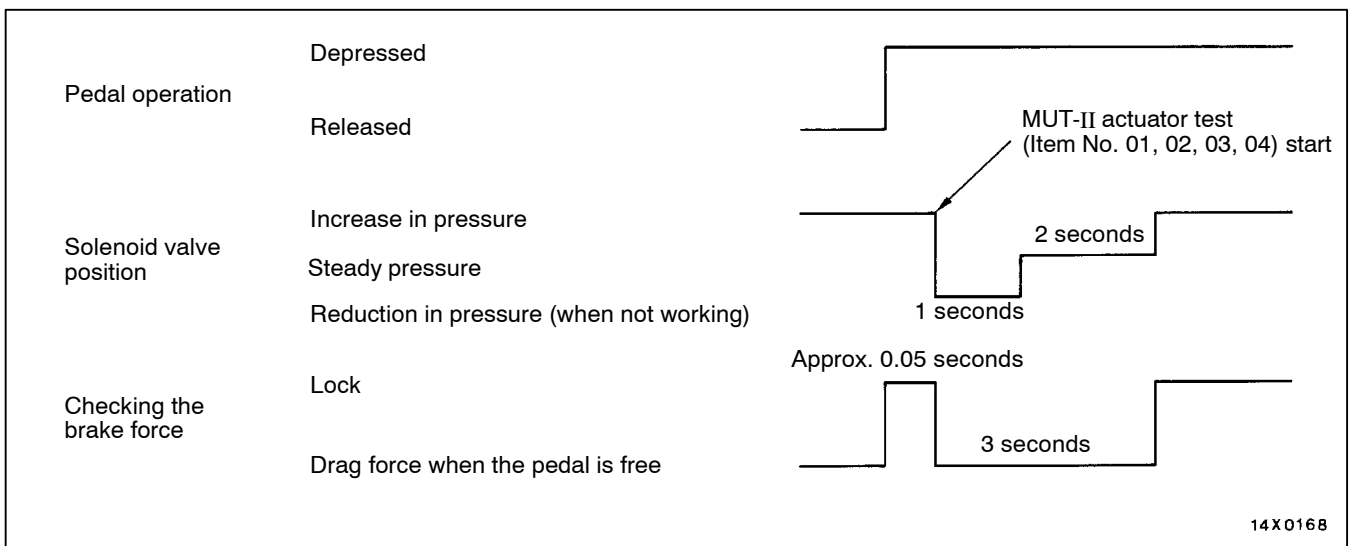 Depressed
Pedal operation
Released
MUT-II actuator test
(Item No. 01, 02, 03, 04) start
Increase in pressure
Solenoid valve
position
2 seconds
Steady pressure
Reduction in pressure (when not working)
1 seconds
Approx. 0.05 seconds
Lock
Checking the
brake force
3 seconds
Drag force when the pedal is free
14X0168